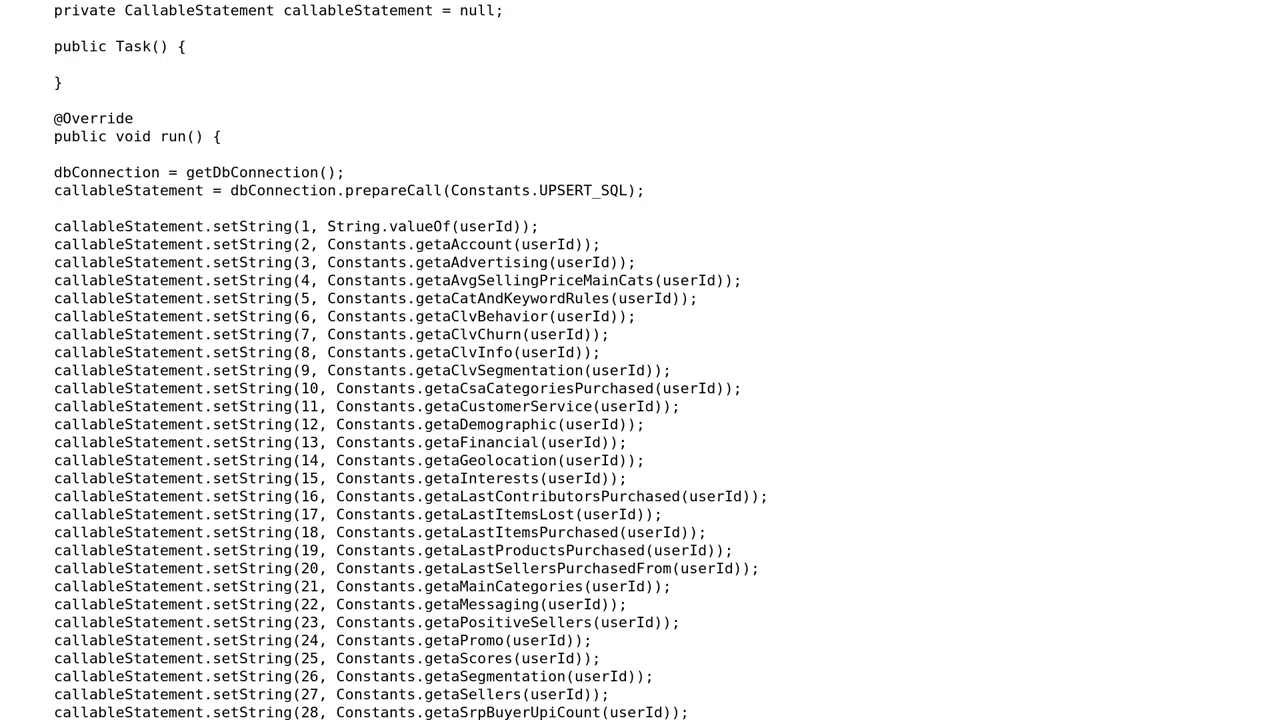 private CallableStatement callableStatement = null;
public Task() {
}
@Override
public void run() {
dbConnection = getDbConnection();
callableStatement = dbConnection.prepareCall(Constants.UPSERT_SQL);
callableStatement.setString(1, String.valueOf(userId));
callableStatement.setString(2, Constants.getaAccount(userId));
callableStatement.setString(3, Constants.getaAdvertising(userId));
callableStatement.setString(4, Constants.getaAvgSellingPriceMainCats(userId));
callableStatement.setString(5, Constants.getaCatAndKeywordRules(userId));
callableStatement.setString(6, Constants.getaClvBehavior(userId));
callableStatement.setString(7, Constants.getaClvChurn(userId));
callableStatement.setString(8, Constants.getaClvInfo(userId));
callableStatement.setString(9, Constants.getaClvSegmentation(userId));
callableStatement.setString(10, Constants.getaCsaCategoriesPurchased(userId));
callableStatement.setString(11, Constants.getaCustomerService(userId));
callableStatement.setString(12, Constants.getaDemographic(userId));
callableStatement.setString(13, Constants.getaFinancial(userId));
callableStatement.setString(14, Constants.getaGeolocation(userId));
callableStatement.setString(15, Constants.getaInterests(userId));
callableStatement.setString(16, Constants.getaLastContributorsPurchased(userId));
callableStatement.setString(17, Constants.getaLastItemsLost(userId));
callableStatement.setString(18, Constants.getaLastItemsPurchased(userId));
callableStatement.setString(19, Constants.getaLastProductsPurchased(userId));
callableStatement.setString(20, Constants.getaLastSellersPurchasedFrom(userId));
callableStatement.setString(21, Constants.getaMainCategories(userId));
callableStatement.setString(22, Constants.getaMessaging(userId));
callableStatement.setString(23, Constants.getaPositiveSellers(userId));
callableStatement.setString(24, Constants.getaPromo(userId));
callableStatement.setString(25, Constants.getaScores(userId));
callableStatement.setString(26, Constants.getaSegmentation(userId));
callableStatement.setString(27, Constants.getaSellers(userId));
callableStatement.setString(28, Constants.getaSrpBuyerUpiCount(userId));